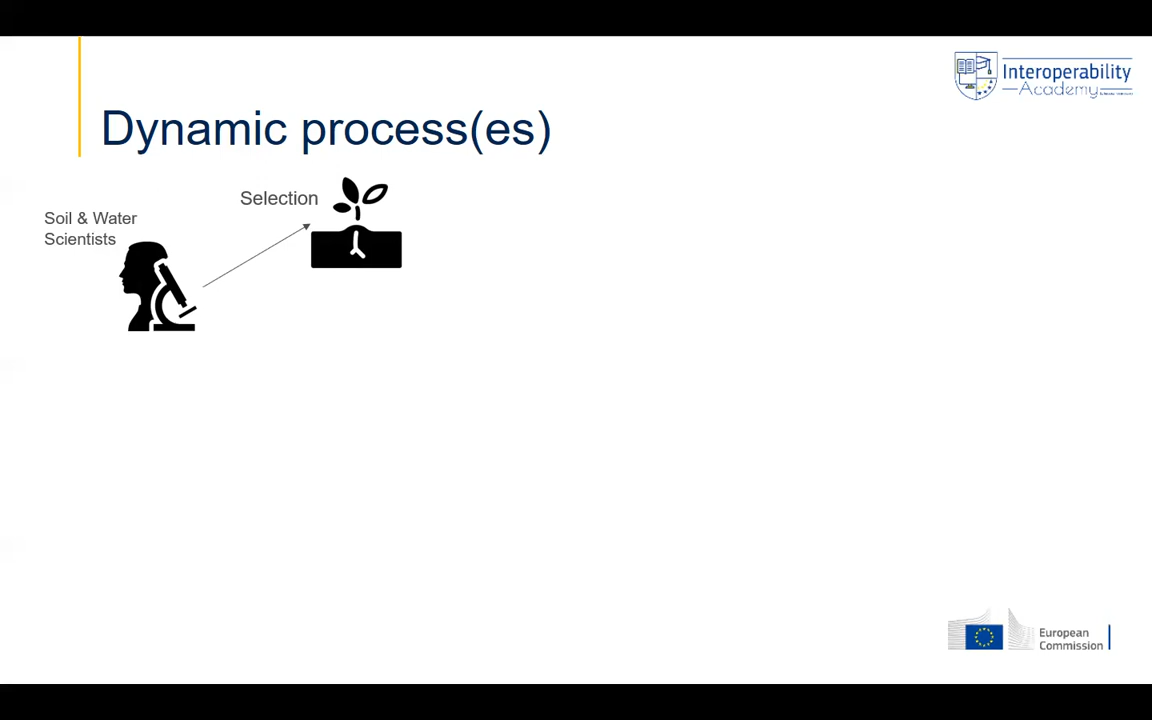 Interoperability
Academy
Dynamic process(es)
Selection
Soil & Water
Scientists
European
Commission